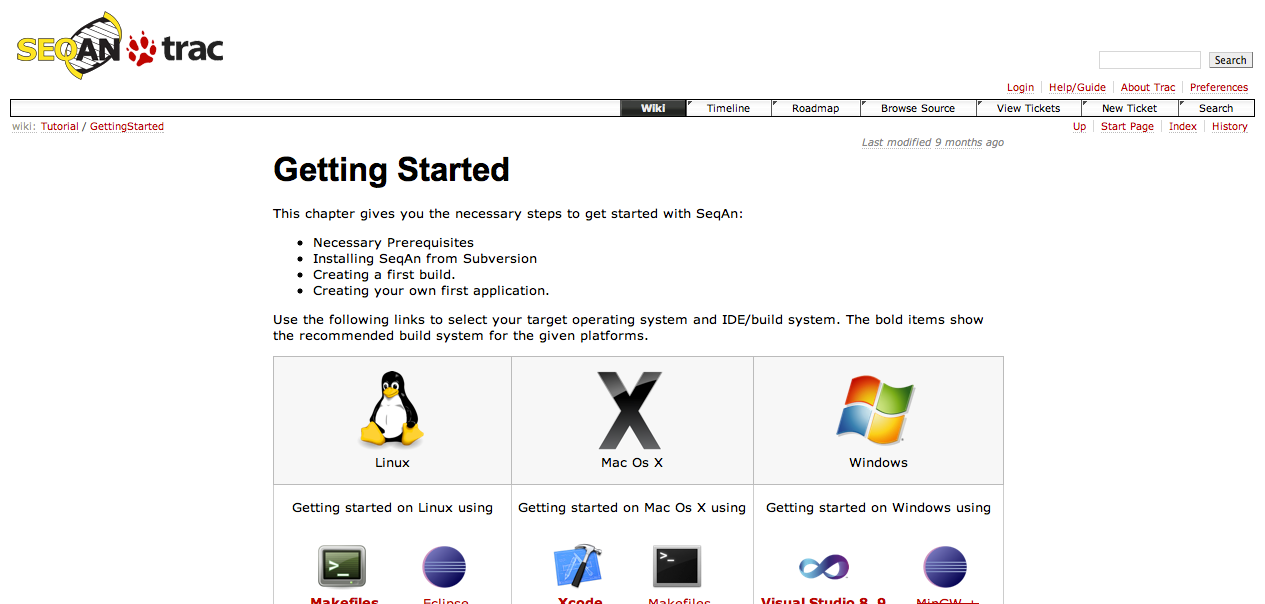 SEQAN trac
Search
Login Help/Guide About Trac Preferences
Wiki Timeline Roadmap Browse Source View Tickets New Ticket Search
wiki: Tutorial / GettingStarted Up Start Page Index History
Last modified 9 months ago
Getting Started
This chapter gives you the necessary steps to get started with SeqAn:
• Necessary Prerequisites
• Installing SeqAn from Subversion
• Creating a first build.
• Creating your own first application.
Use the following links to select your target operating system and IDE/build system. The bold items show
the recommended build system for the given platforms.
Linux Mac Os X Windows
Getting started on Linux using Getting started on Mac Os X using Getting started on Windows using
Makefiles Eclipse Xcode Makefiles Visual Studio 8, 9 MinGW +